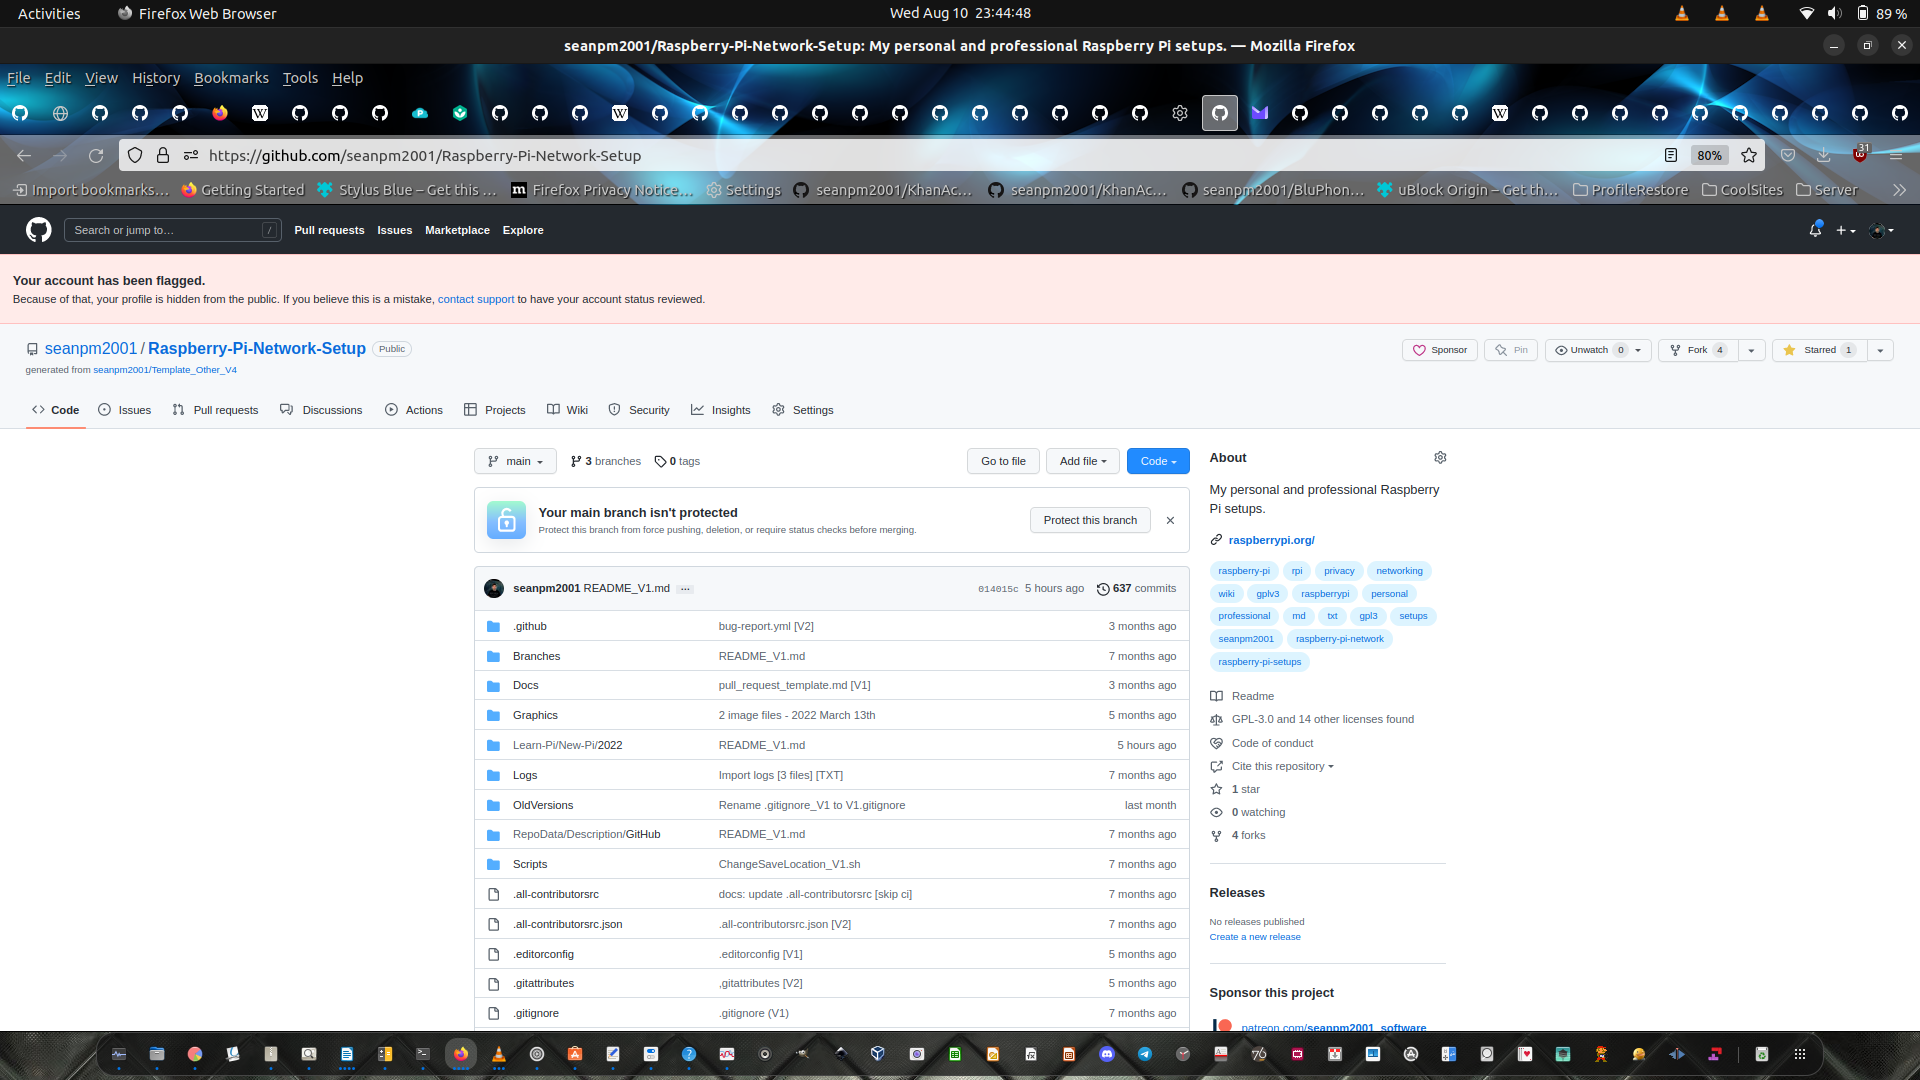 Activities
Firefox Web Browser
Wed Aug 10 23:44:48
89 %
seanpm2001/Raspberry-Pi-Network-Setup: My personal and professional Raspberry Pi setups. — Mozilla Firefox
File Edit View History Bookmarks Tools Help
https://github.com/seanpm2001/Raspberry-Pi-Network-Setup
80%
31
Import bookmarks…
Getting Started
Stylus Blue – Get this …
Firefox Privacy Notice…
Settings
seanpm2001/KhanAc…
seanpm2001/KhanAc…
seanpm2001/BluPhon…
uBlock Origin – Get th…
ProfileRestore
CoolSites
Server
Search or jump to…
/
Pull requests
Issues
Marketplace
Explore
Your account has been flagged.
Because of that, your profile is hidden from the public. If you believe this is a mistake, contact support to have your account status reviewed.
seanpm2001 / Raspberry-Pi-Network-Setup Public
Sponsor
Pin
Unwatch 0
Fork 4
Starred 1
generated from seanpm2001/Template_Other_V4
Code
Issues
Pull requests
Discussions
Actions
Projects
Wiki
Security
Insights
Settings
main
3 branches
0 tags
Go to file
Add file
Code
Your main branch isn't protected
Protect this branch from force pushing, deletion, or require status checks before merging.
Protect this branch
seanpm2001 README_V1.md … 014015c 5 hours ago 637 commits
.github bug-report.yml [V2] 3 months ago
Branches README_V1.md 7 months ago
Docs pull_request_template.md [V1] 3 months ago
Graphics 2 image files - 2022 March 13th 5 months ago
Learn-Pi/New-Pi/2022 README_V1.md 5 hours ago
Logs Import logs [3 files] [TXT] 7 months ago
OldVersions Rename .gitignore_V1 to V1.gitignore last month
RepoData/Description/GitHub README_V1.md 7 months ago
Scripts ChangeSaveLocation_V1.sh 7 months ago
.all-contributorsrc docs: update .all-contributorsrc [skip ci] 7 months ago
.all-contributorsrc.json .all-contributorsrc.json [V2] 7 months ago
.editorconfig .editorconfig [V1] 5 months ago
.gitattributes ,gitattributes [V2] 5 months ago
.gitignore .gitignore (V1) 7 months ago
About
My personal and professional Raspberry
Pi setups.
raspberrypi.org/
raspberry-pi rpi privacy networking
wiki gplv3 raspberrypi personal
professional md txt gpl3 setups
seanpm2001 raspberry-pi-network
raspberry-pi-setups
Readme
GPL-3.0 and 14 other licenses found
Code of conduct
Cite this repository
1 star
0 watching
4 forks
Releases
No releases published
Create a new release
Sponsor this project
patreon.com/seanpm2001_software